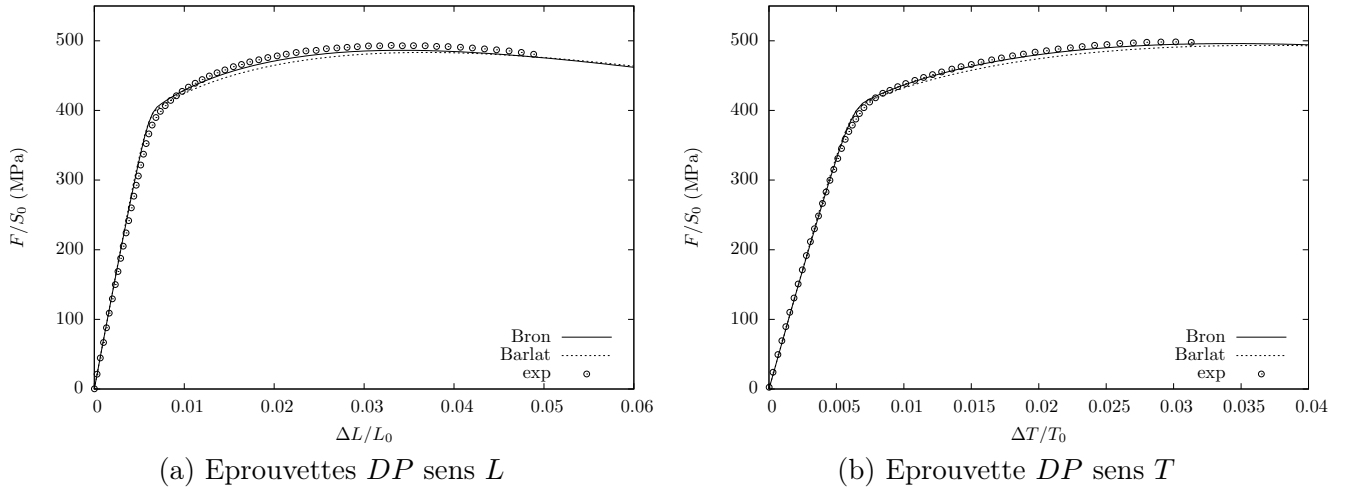 500
400
300
200
100
0
F/S₀ (MPa)
Bron
Barlat
exp
0 0.01 0.02 0.03 0.04 0.05 0.06
ΔL/L₀
(a) Eprouvettes DP sens L
500
400
300
200
100
0
F/S₀ (MPa)
Bron
Barlat
exp
0 0.005 0.01 0.015 0.02 0.025 0.03 0.035 0.04
ΔT/T₀
(b) Eprouvette DP sens T